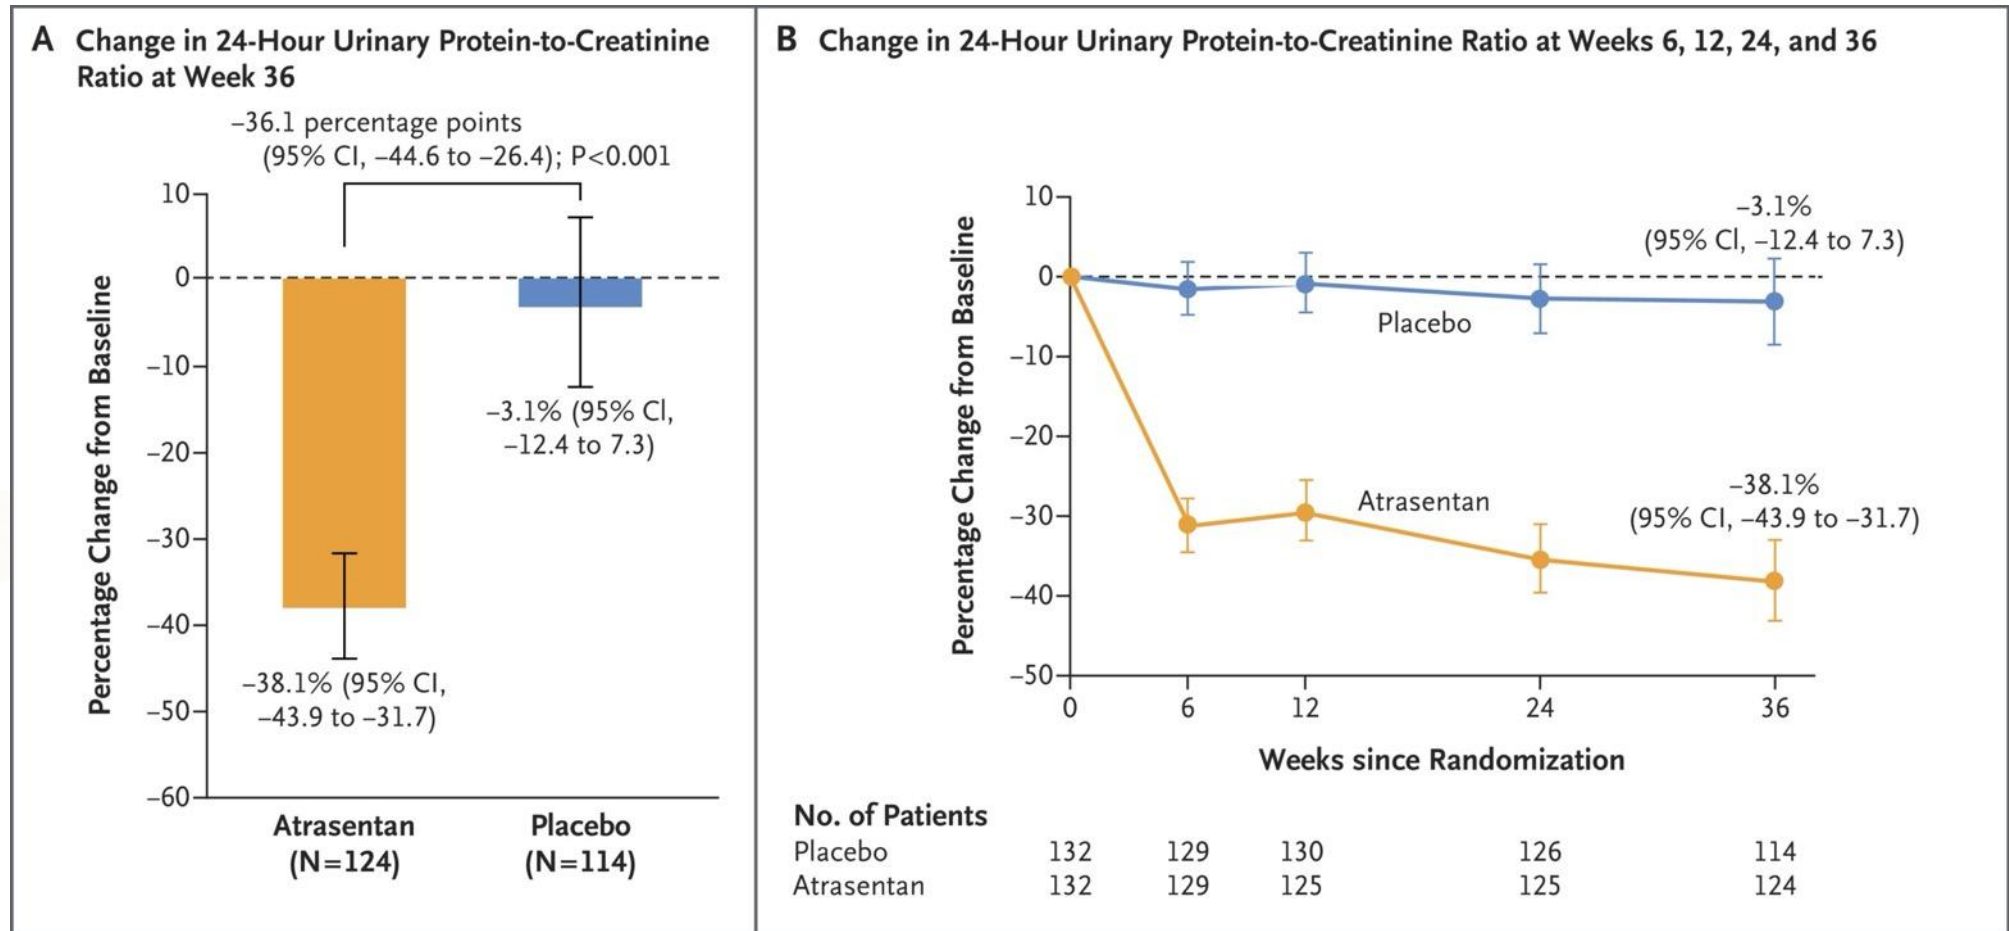 A Change in 24-Hour Urinary Protein-to-Creatinine
Ratio at Week 36
–36.1 percentage points
(95% CI, –44.6 to –26.4); P<0.001
Percentage Change from Baseline
10
0
–10
–20
–30
–40
–50
–60
–3.1% (95% CI,
–12.4 to 7.3)
–38.1% (95% CI,
–43.9 to –31.7)
Atrasentan
(N=124)
Placebo
(N=114)
B Change in 24-Hour Urinary Protein-to-Creatinine Ratio at Weeks 6, 12, 24, and 36
Percentage Change from Baseline
10
0
–10
–20
–30
–40
–50
–3.1%
(95% CI, –12.4 to 7.3)
Placebo
Atrasentan
–38.1%
(95% CI, –43.9 to –31.7)
0 6 12 24 36
Weeks since Randomization
No. of Patients
Placebo 132 129 130 126 114
Atrasentan 132 129 125 125 124